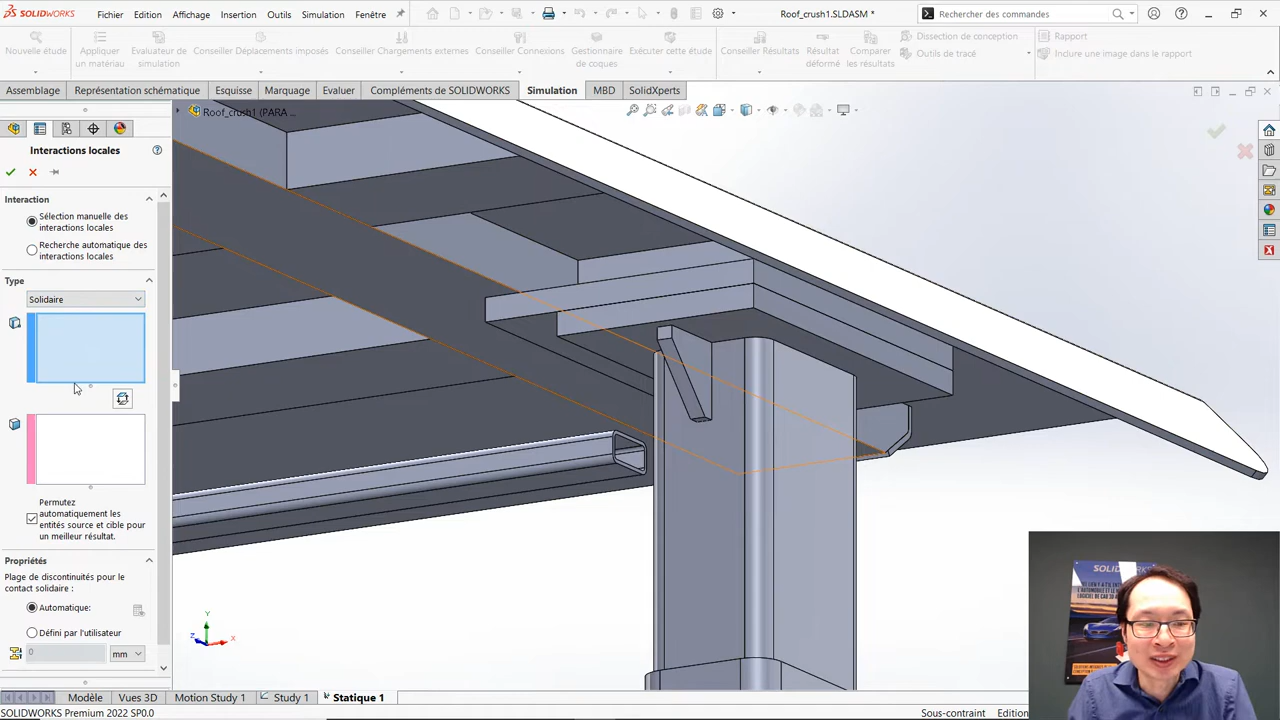 SOLIDWORKS
Fichier
Edition
Affichage
Insertion
Outils
Simulation
Fenêtre
Roof_crush1.SLDASM *
Rechercher des commandes
Nouvelle étude
Appliquer
un matériau
Evaluateur de
simulation
Conseiller Déplacements imposés
Conseiller Chargements externes
Conseiller Connexions
Gestionnaire
de coques
Exécuter cette étude
Conseiller Résultats
Résultat
déformé
Comparer
les résultats
Dissection de conception
Outils de tracé
Rapport
Inclure une image dans le rapport
Assemblage
Représentation schématique
Esquisse
Marquage
Evaluer
Compléments de SOLIDWORKS
Simulation
MBD
SolidXperts
Roof_crush1 (PARA ...
Interactions locales
Interaction
Sélection manuelle des
interactions locales
Recherche automatique des
interactions locales
Type
Solidaire
Permutez
automatiquement les
entités source et cible pour
un meilleur résultat.
Propriétés
Plage de discontinuités pour le
contact solidaire :
Automatique:
Défini par l'utilisateur
0
mm
Y
Z
X
SOLIDWORKS
Modèle
Vues 3D
Motion Study 1
Study 1
Statique 1
SOLIDWORKS Premium 2022 SP0.0
Sous-contraint
Edition